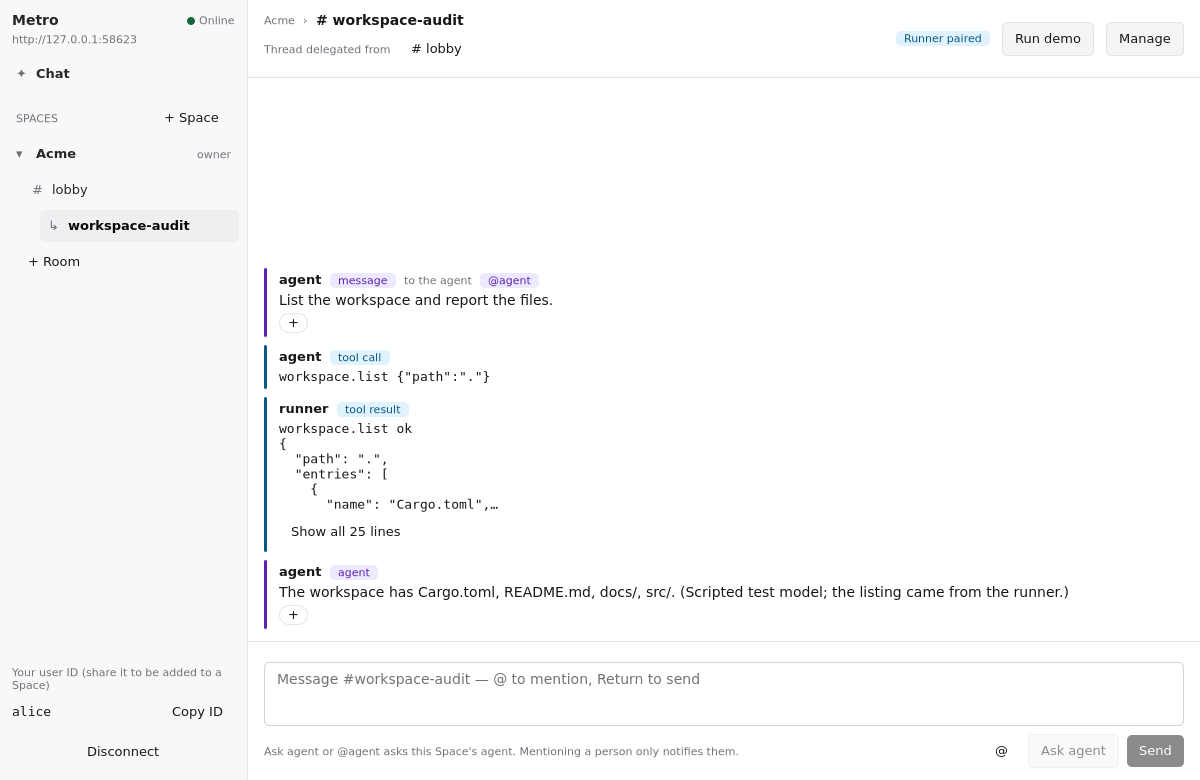 Metro
Online
http://127.0.0.1:58623
✦ Chat
SPACES
+ Space
▾ Acme
owner
# lobby
↳ workspace-audit
+ Room
Your user ID (share it to be added to a
Space)
alice
Copy ID
Disconnect
Acme › # workspace-audit
Thread delegated from # lobby
Runner paired
Run demo
Manage
agent message to the agent @agent
List the workspace and report the files.
+
agent tool call
workspace.list {"path":"."}
runner tool result
workspace.list ok
{
  "path": ".",
  "entries": [
    {
      "name": "Cargo.toml",…
Show all 25 lines
agent agent
The workspace has Cargo.toml, README.md, docs/, src/. (Scripted test model; the listing came from the runner.)
+
Message #workspace-audit — @ to mention, Return to send
Ask agent or @agent asks this Space's agent. Mentioning a person only notifies them.
@
Ask agent
Send